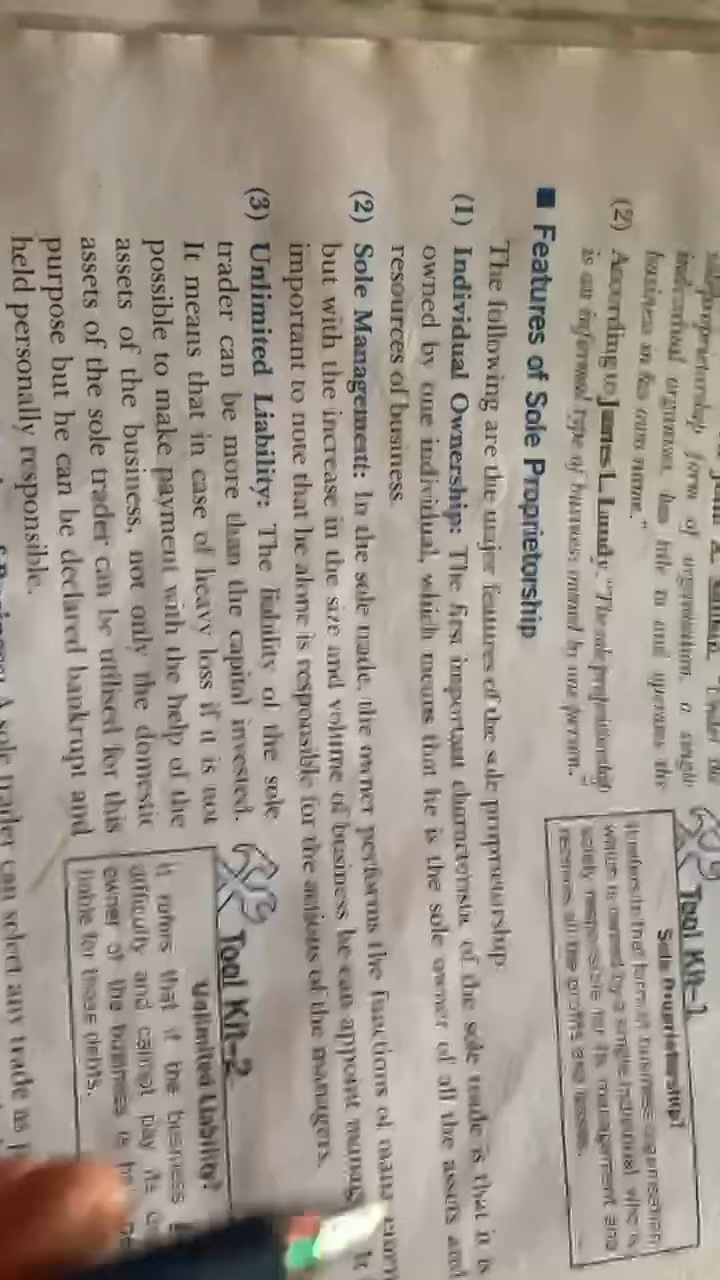 sole proprietorship form of organisation, a single
individual organises, has title to and operates the
business in his own name."
(2) According to James L. Lundy, "The sole proprietorship
is an informal type of business owned by one person."
Tool Kit-1
Sole Proprietorship?
It refers to that form of business organisation
which is owned by a single individual who is
solely responsible for its management and
receives all the profits and losses.
■ Features of Sole Proprietorship
The following are the major features of the sole proprietorship
(1) Individual Ownership: The first important characteristic of the sole trade is that it is
owned by one individual, which means that he is the sole owner of all the assets and
resources of business.
(2) Sole Management: In the sole trade, the owner performs the functions of
but with the increase in the size and volume of business he can appoint It
important to note that he alone is responsible for the actions of the managers.
(3) Unlimited Liability: The liability of the sole
trader can be more than the capital invested.
It means that in case of heavy loss if it is not
possible to make payment with the help of the
assets of the business, not only the domestic
assets of the sole trader can be utilised for this
purpose but he can be declared bankrupt and
held personally responsible.
Tool Kit-2
Unlimited Liability?
It refers that if the business
difficulty and cannot pay its
owner of the business is
liable for those debts.
A sole trader can select any trade as